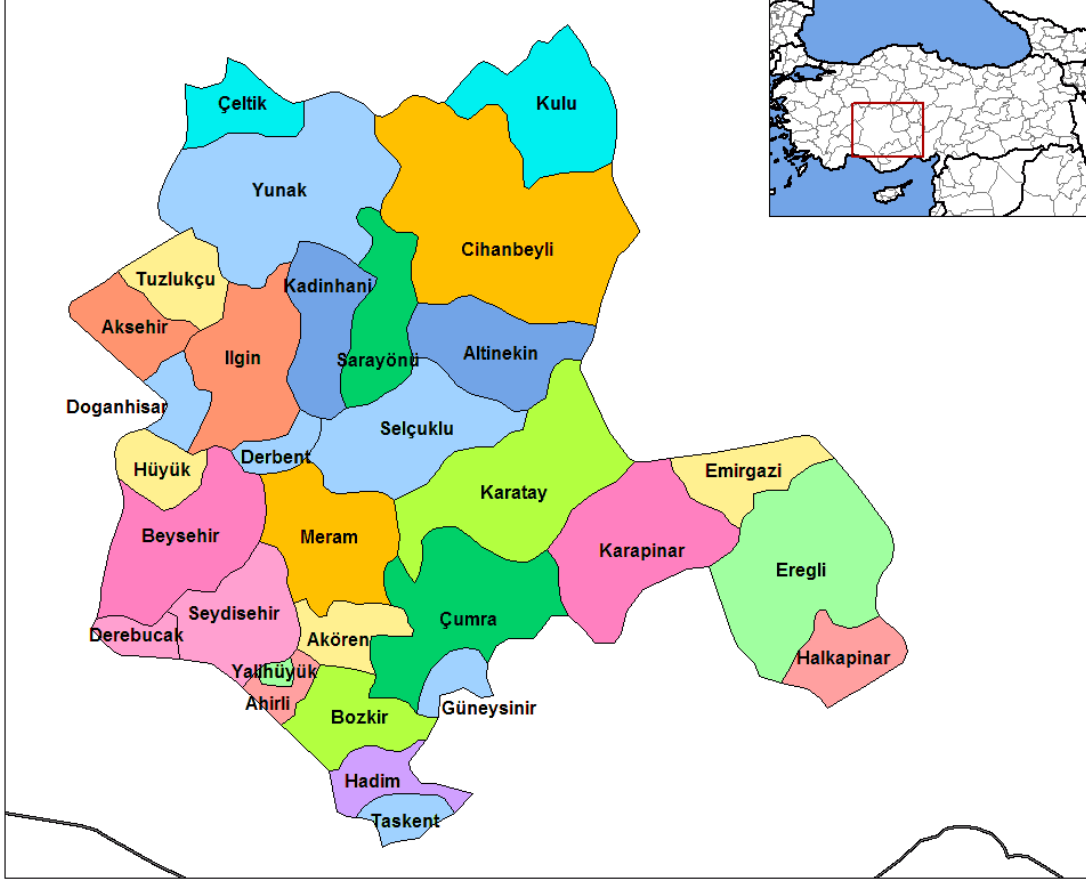 Çeltik
Kulu
Yunak
Cihanbeyli
Tuzlukçu
Kadinhani
Aksehir
Ilgin
Sarayönü
Altinekin
Doganhisar
Selçuklu
Derbent
Hüyük
Emirgazi
Karatay
Beysehir
Meram
Karapinar
Eregli
Seydisehir
Çumra
Derebucak
Akören
Halkapinar
Yalihüyük
Ahirli
Güneysinir
Bozkir
Hadim
Taskent